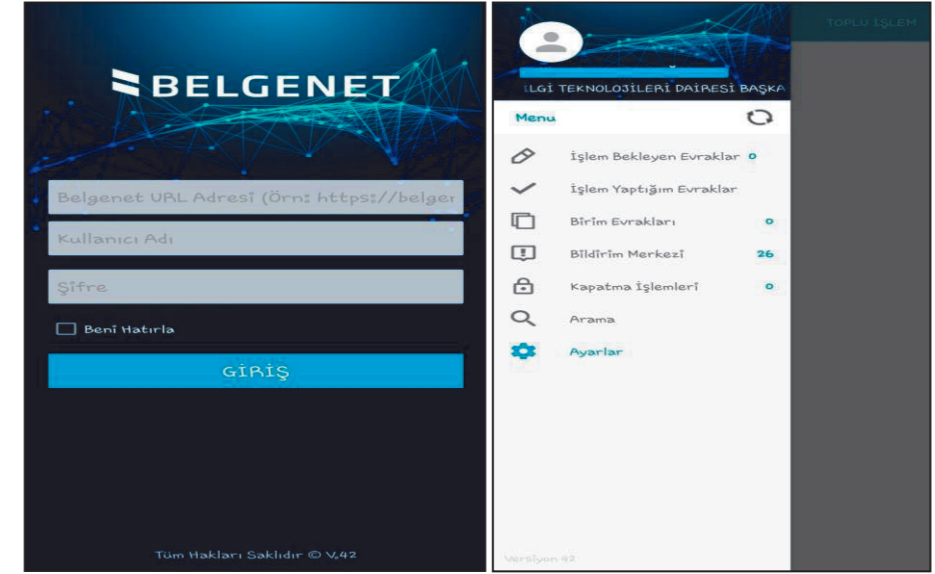 BELGENET
Belgenet URL Adresi (Örn: https://belger
Kullanıcı Adı
Şifre
Beni Hatırla
GİRİŞ
Tüm Hakları Saklıdır © V.42
TOPLU İŞLEM
İLGİ TEKNOLOJİLERİ DAİRESİ BAŞKA
Menu
İşlem Bekleyen Evraklar 0
İşlem Yaptığım Evraklar
Birim Evrakları 0
Bildirim Merkezi 26
Kapatma İşlemleri 0
Arama
Ayarlar
Versiyon 42